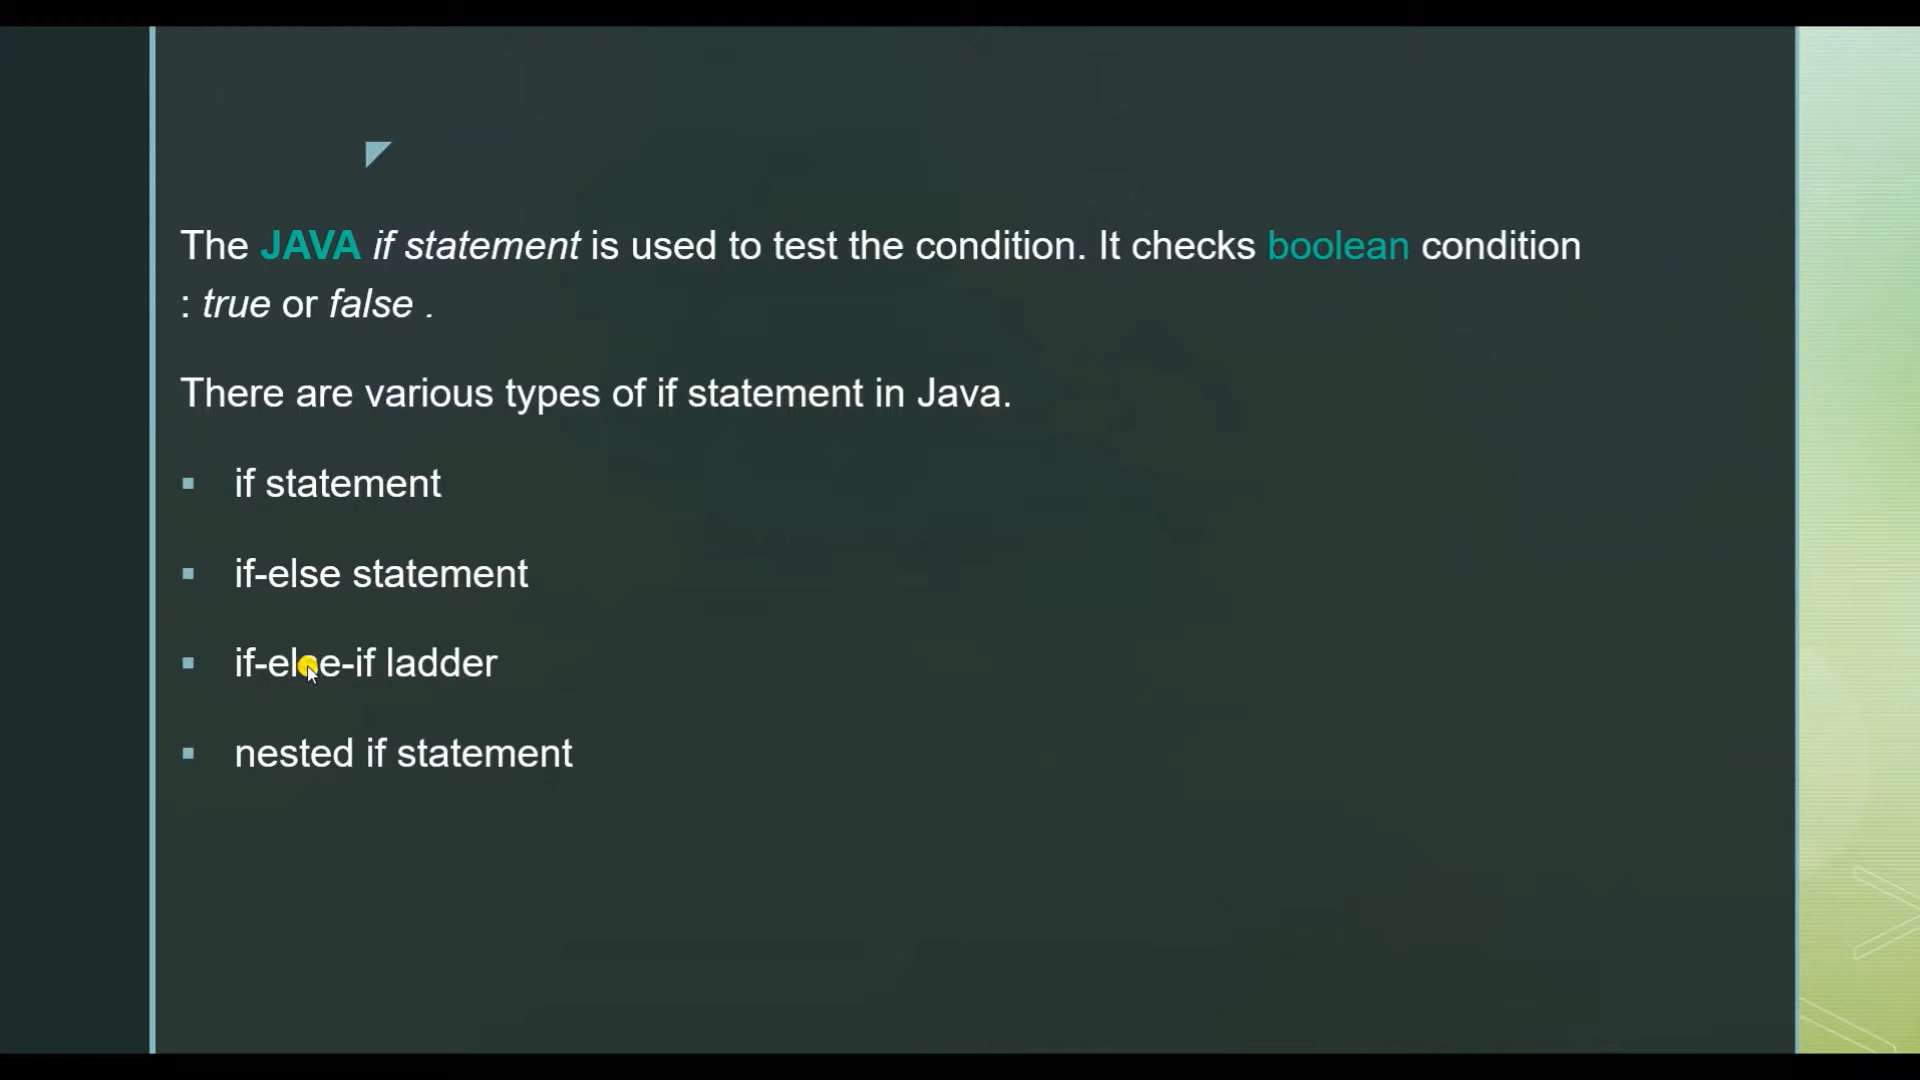 The JAVA if statement is used to test the condition. It checks boolean condition
: true or false .
There are various types of if statement in Java.
▪ if statement
▪ if-else statement
▪ if-else-if ladder
▪ nested if statement